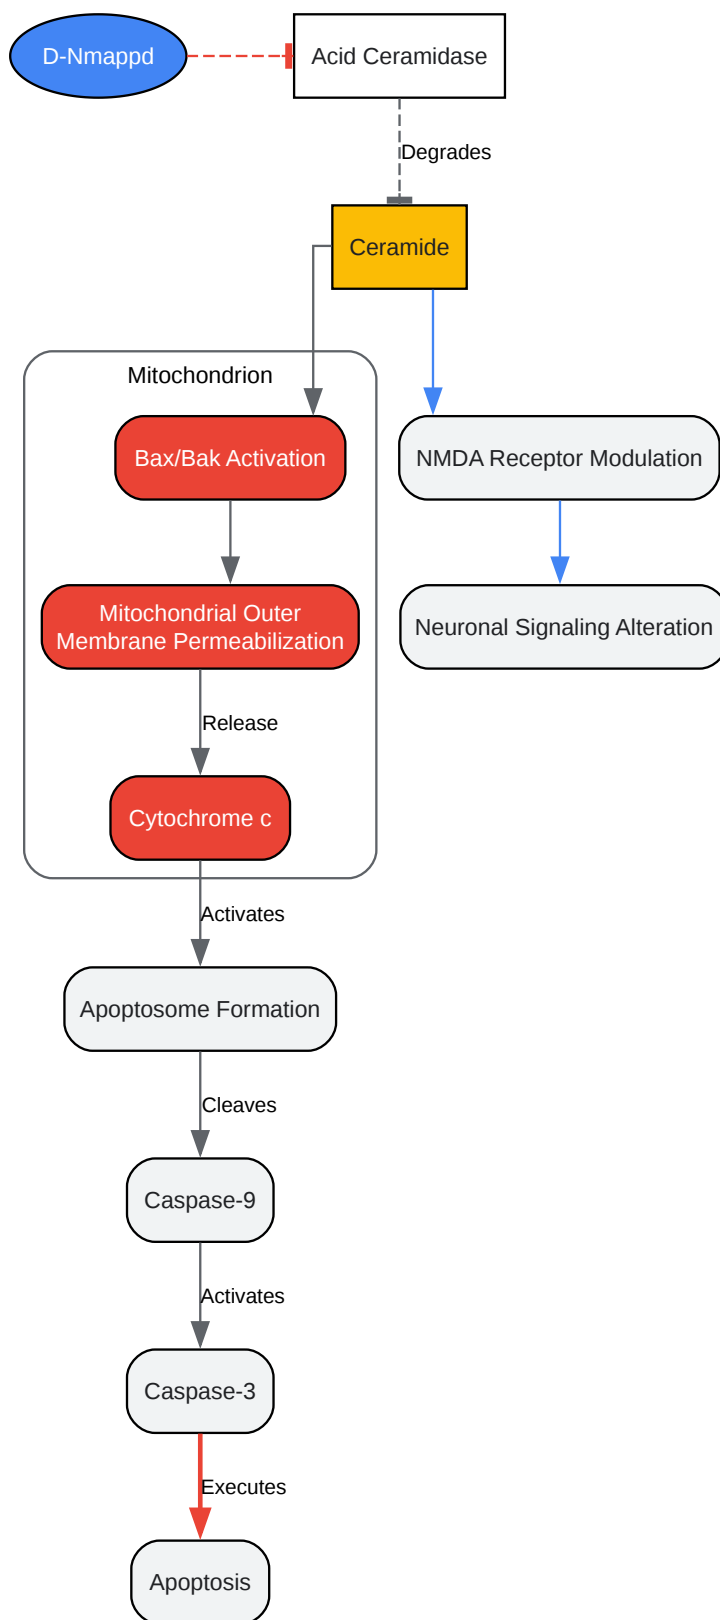 D-Nmappd
Acid Ceramidase
Degrades
Ceramide
Mitochondrion
Bax/Bak Activation
NMDA Receptor Modulation
Mitochondrial Outer
Membrane Permeabilization
Neuronal Signaling Alteration
Release
Cytochrome c
Activates
Apoptosome Formation
Cleaves
Caspase-9
Activates
Caspase-3
Executes
Apoptosis